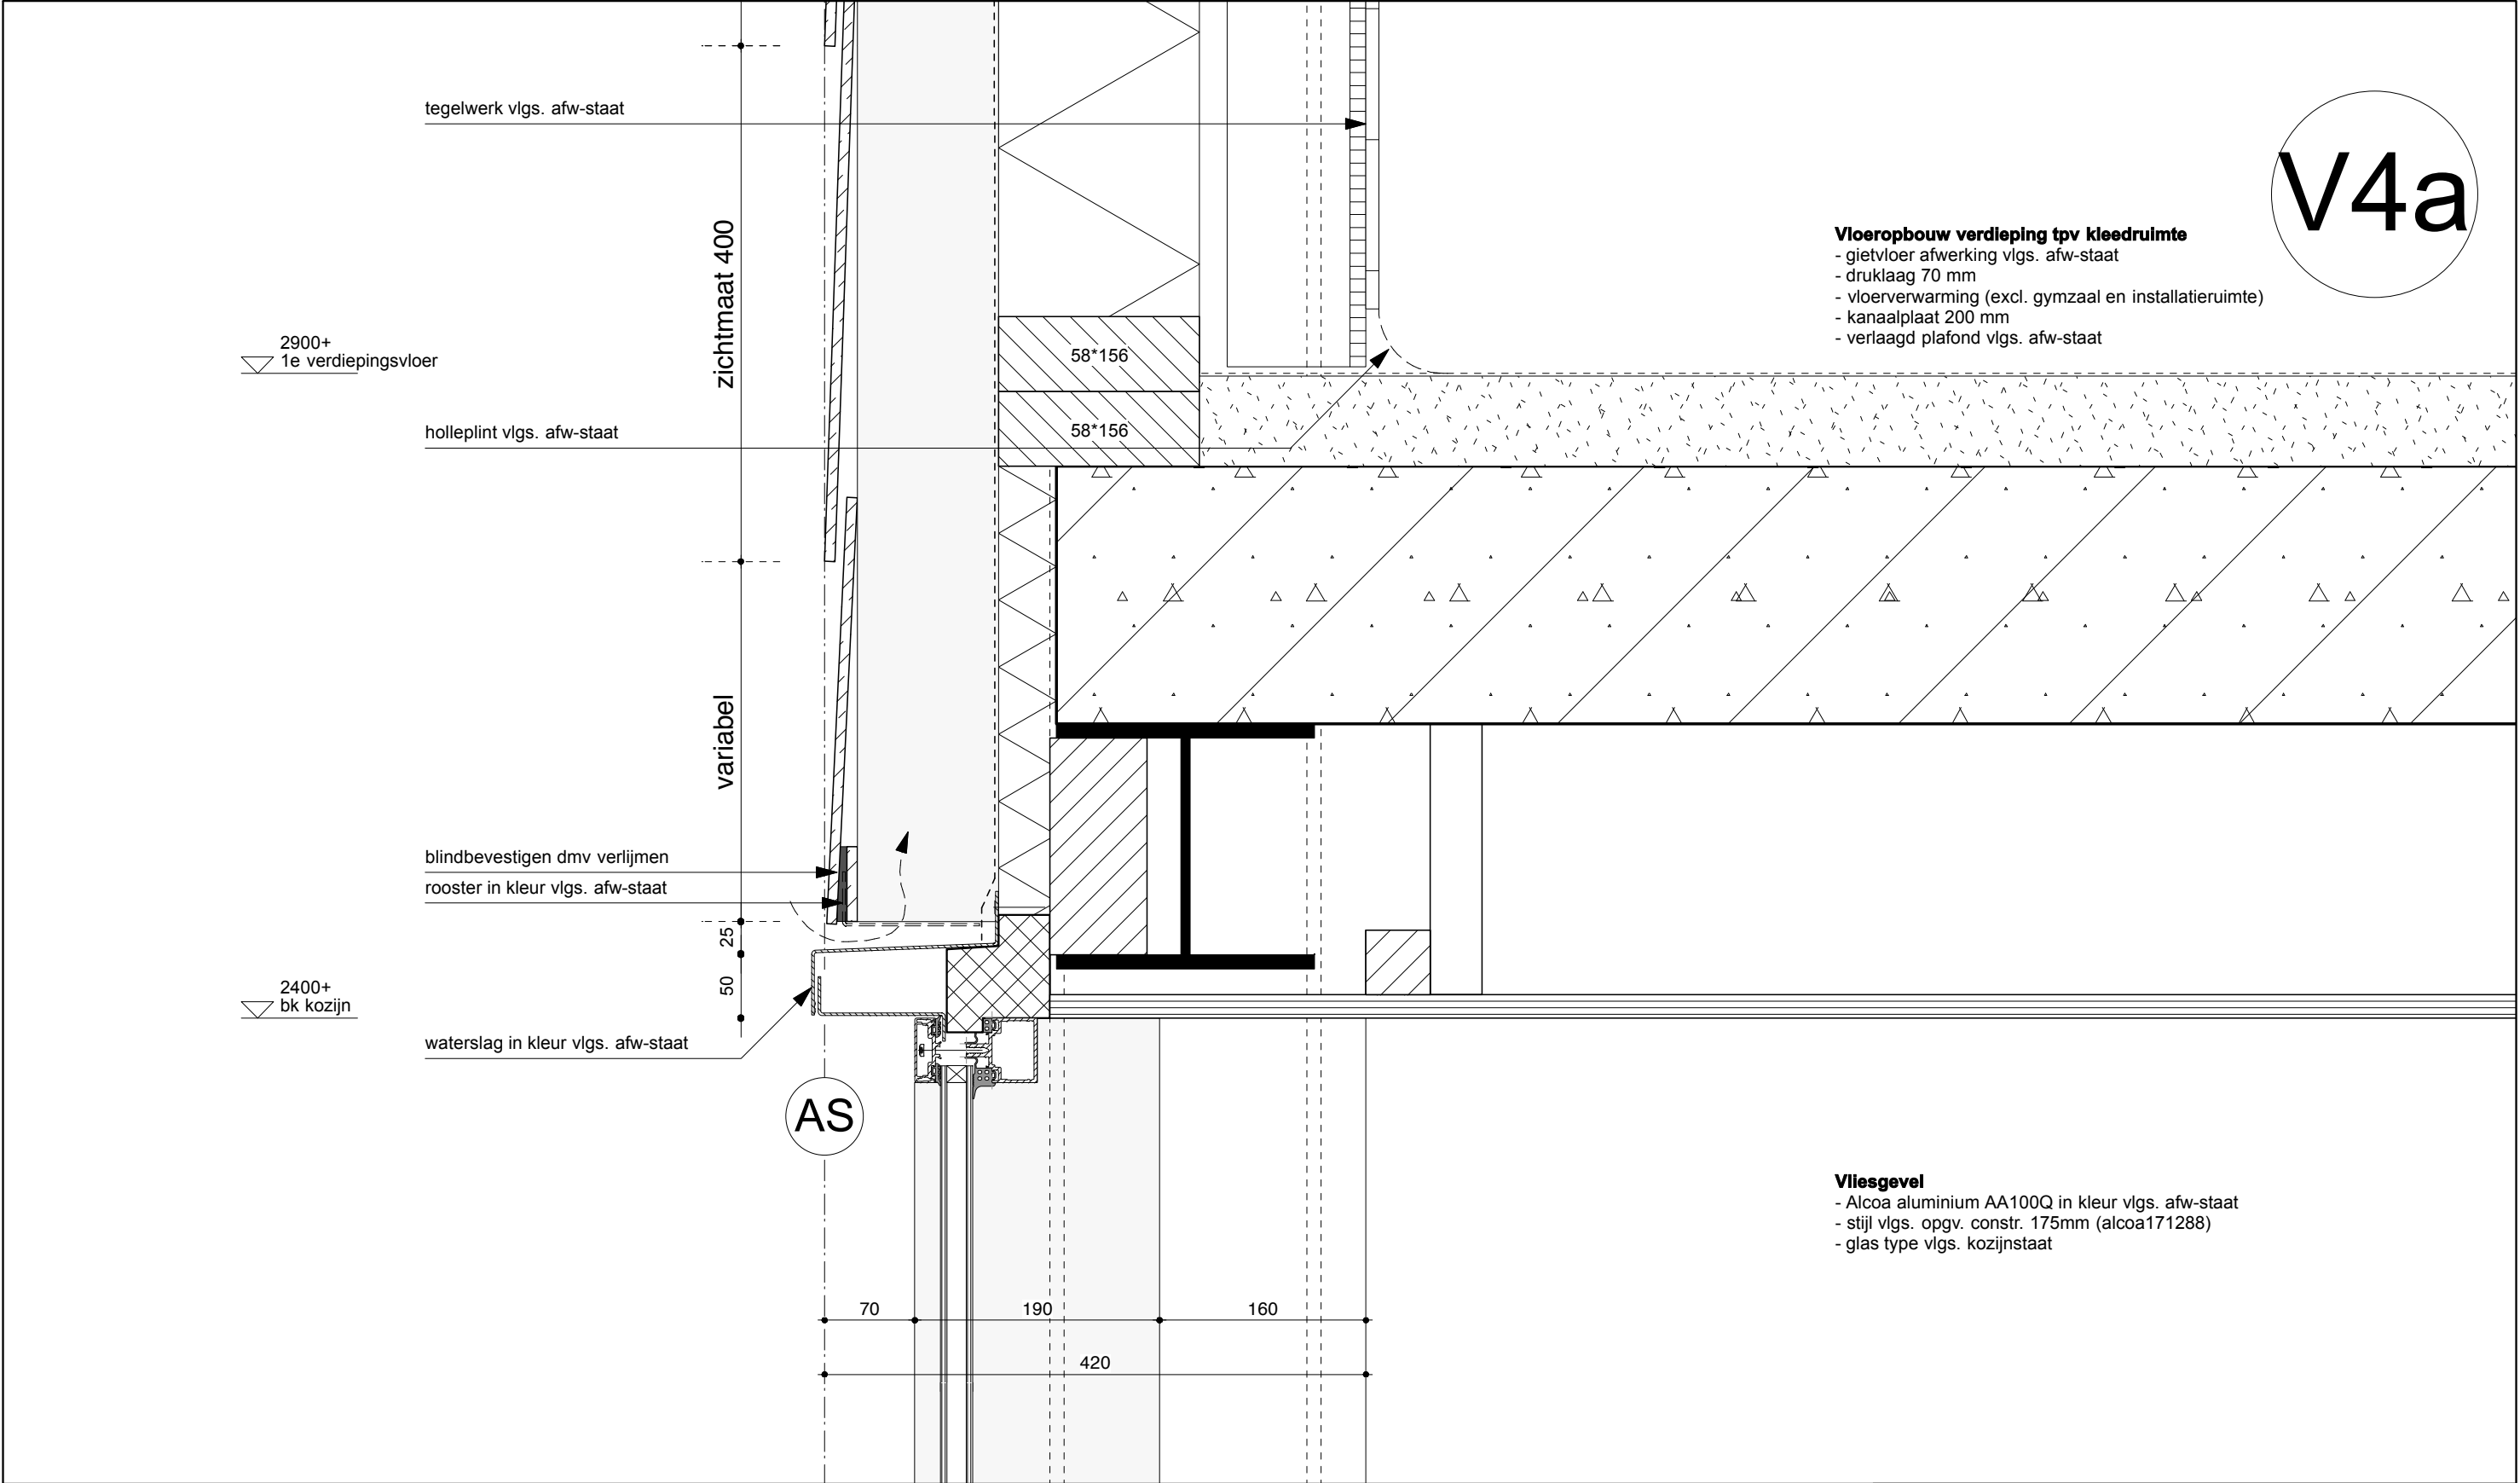 tegelwerk vlgs. afw-staat
V4a
zichtmaat 400
Vloeropbouw verdieping tpv kleedruimte
- gietvloer afwerking vlgs. afw-staat
- druklaag 70 mm
- vloerverwarming (excl. gymzaal en installatieruimte)
- kanaalplaat 200 mm
- verlaagd plafond vlgs. afw-staat
2900+
1e verdiepingsvloer
58*156
58*156
holleplint vlgs. afw-staat
variabel
blindbevestigen dmv verlijmen
rooster in kleur vlgs. afw-staat
25
50
2400+
bk kozijn
waterslag in kleur vlgs. afw-staat
AS
Vliesgevel
- Alcoa aluminium AA100Q in kleur vlgs. afw-staat
- stijl vlgs. opgv. constr. 175mm (alcoa171288)
- glas type vlgs. kozijnstaat
70
190
160
420